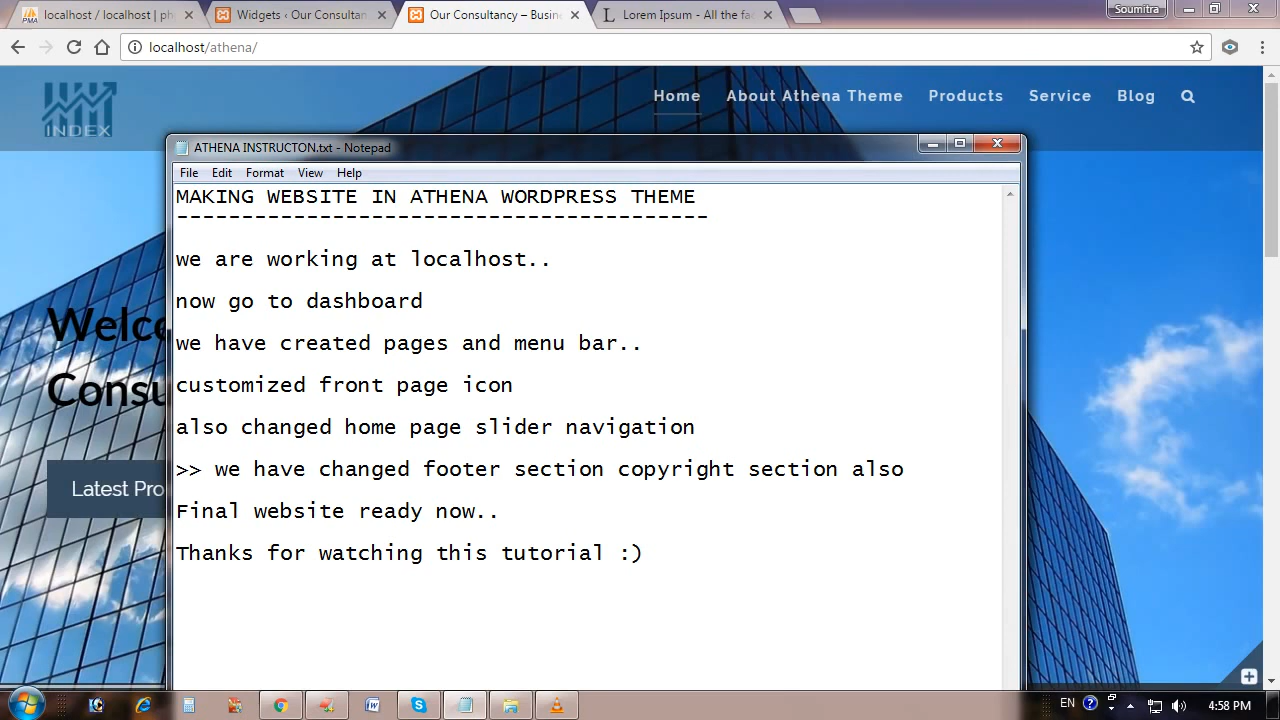 localhost / localhost | ph
Widgets ‹ Our Consultan
Our Consultancy – Busin
Lorem Ipsum - All the fa
Soumitra
localhost/athena/
INDEX
Home About Athena Theme Products Service Blog
ATHENA INSTRUCTON.txt - Notepad
File Edit Format View Help
MAKING WEBSITE IN ATHENA WORDPRESS THEME
-----------------------------------------
we are working at localhost..
now go to dashboard
we have created pages and menu bar..
customized front page icon
also changed home page slider navigation
>> we have changed footer section copyright section also
Final website ready now..
Thanks for watching this tutorial :)
Welco
Consu
Latest Pro
EN 4:58 PM